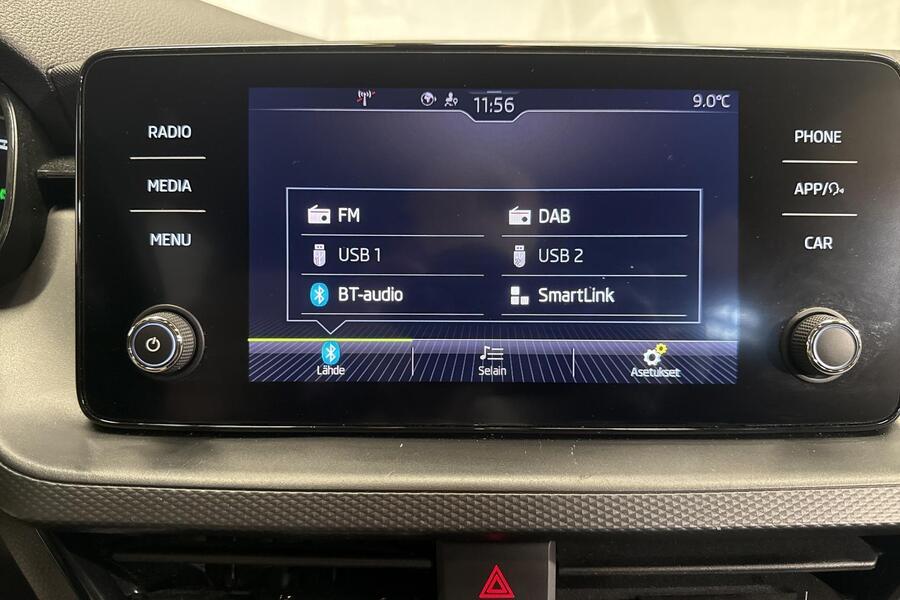 11:56
9.0°C
RADIO
MEDIA
MENU
FM
DAB
USB 1
USB 2
BT-audio
SmartLink
Lähde
Selain
Asetukset
PHONE
APP/
CAR